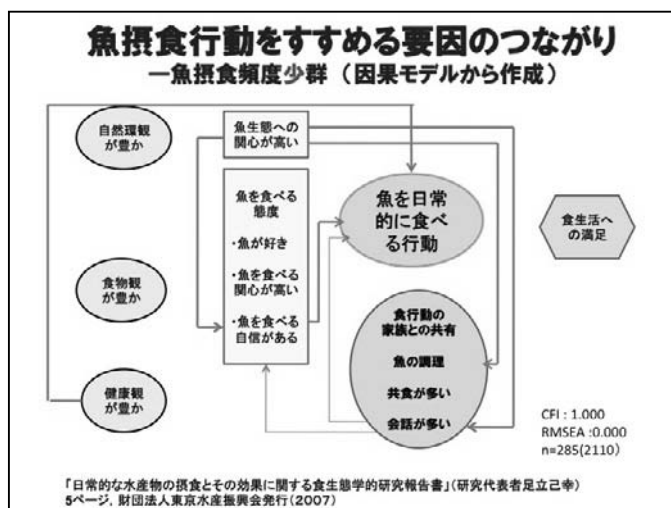 魚摂食行動をすすめる要因のつながり
―魚摂食頻度少群（因果モデルから作成）
自然環観
が豊か
魚生態への
関心が高い
魚を食べる
態度
・魚が好き
・魚を食べる
関心が高い
・魚を食べる
自信がある
魚を日常
的に食べ
る行動
食生活へ
の満足
食物観
が豊か
健康観
が豊か
食行動の
家族との共有
魚の調理
共食が多い
会話が多い
CFI：1.000
RMSEA :0.000
n=285(2110)
「日常的な水産物の摂食とその効果に関する食生態学的研究報告書」（研究代表者足立己幸）
5ページ, 財団法人東京水産振興会発行（2007）